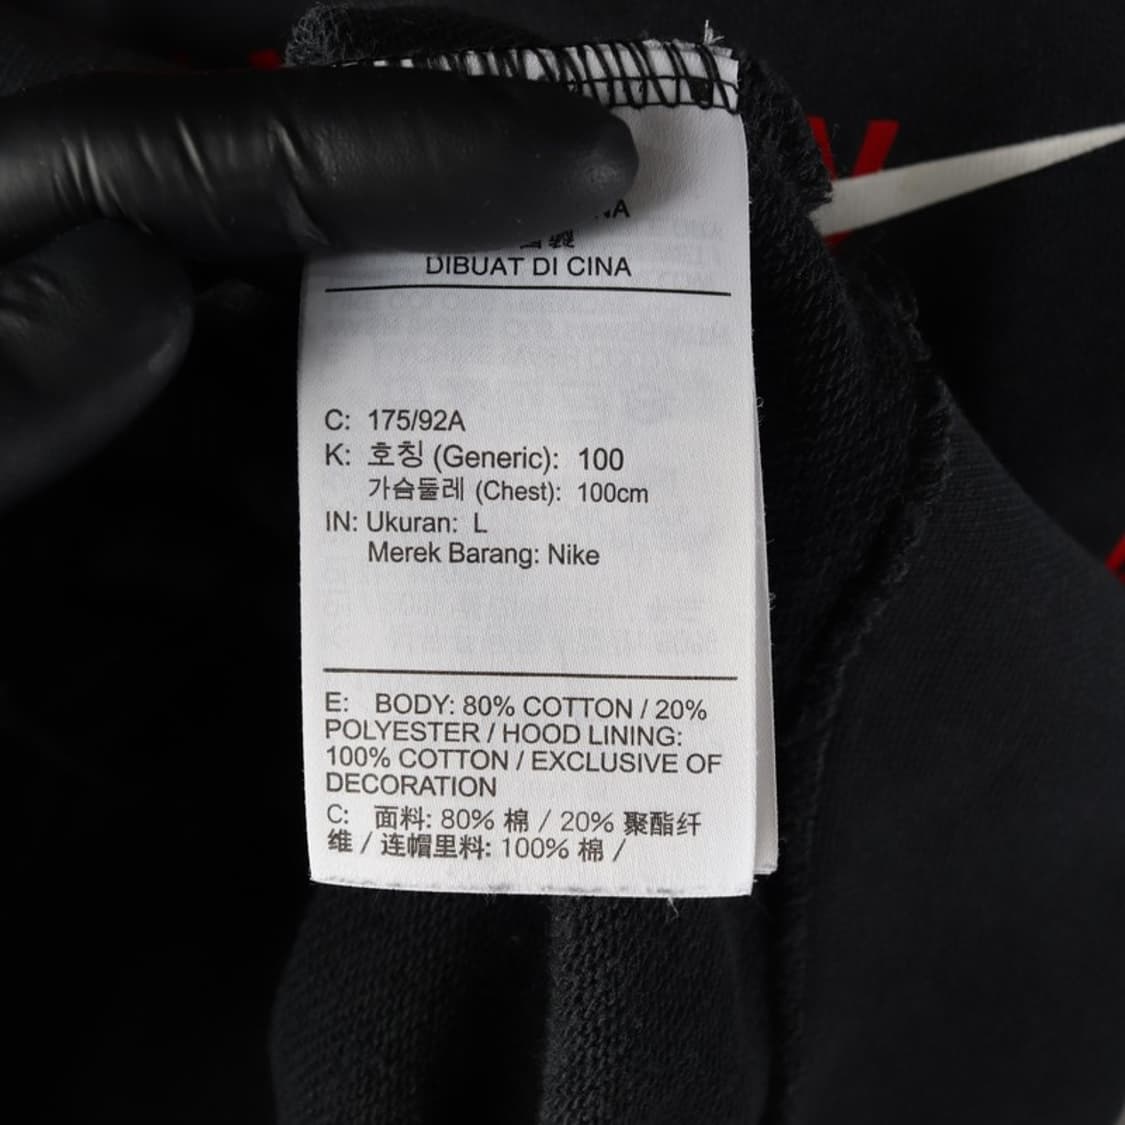 DIBUAT DI CINA
C: 175/92A
K: 호칭 (Generic): 100
가슴둘레 (Chest): 100cm
IN: Ukuran: L
Merek Barang: Nike
E: BODY: 80% COTTON / 20%
POLYESTER / HOOD LINING:
100% COTTON / EXCLUSIVE OF
DECORATION
C: 面料: 80% 棉 / 20% 聚酯纤
维 / 连帽里料: 100% 棉 /